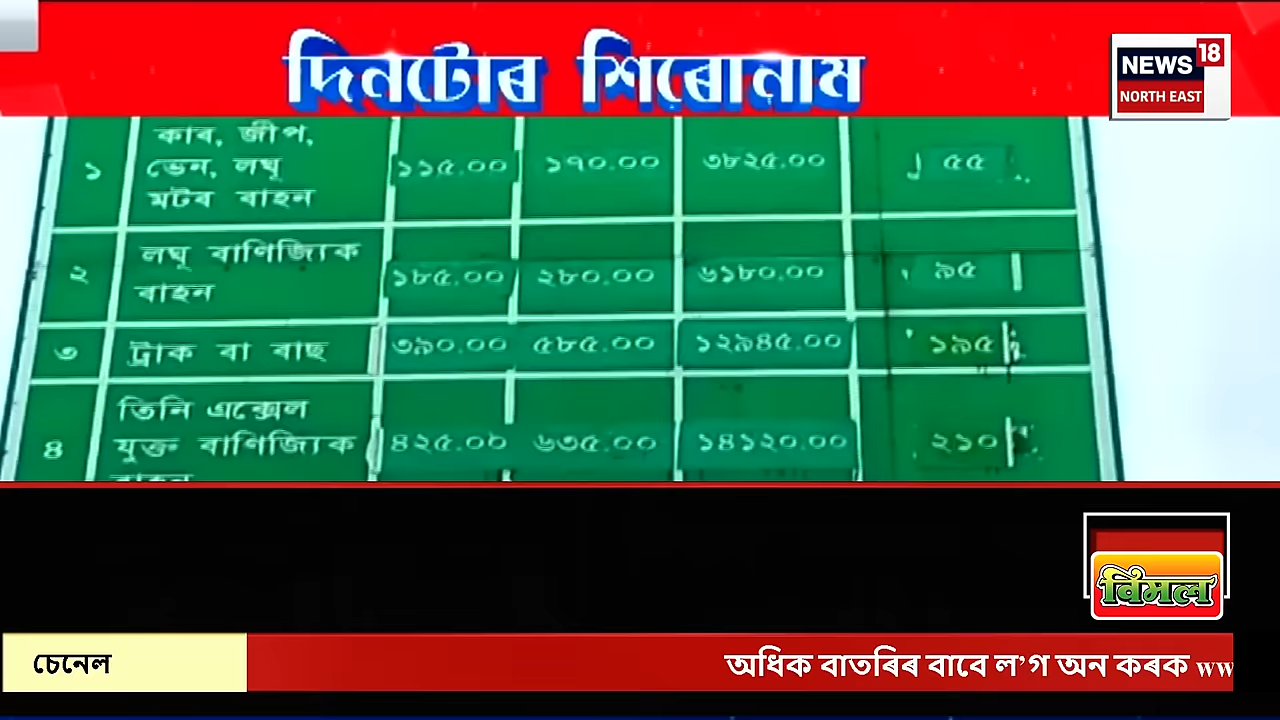 দিনটোৰ শিৰোনাম
NEWS 18
NORTH EAST
১ কাৰ, জীপ, ভেন, লঘূ মটৰ বাহন ১১৫.০০ ১৭০.০০ ৩৮২৫.০০ ৫৫
২ লঘূ বাণিজ্যিক বাহন ১৮৫.০০ ২৮০.০০ ৬১৮০.০০ ৯৫
৩ ট্ৰাক বা বাছ ৩৯০.০০ ৫৮৫.০০ ১২৯৪৫.০০ ১৯৫
৪ তিনি এক্সেল যুক্ত বাণিজ্যিক বাহন ৪২৫.০০ ৬৩৫.০০ ১৪১২০.০০ ২১০
বিমল
চেনেল
অধিক বাতৰিৰ বাবে ল’গ অন কৰক ww